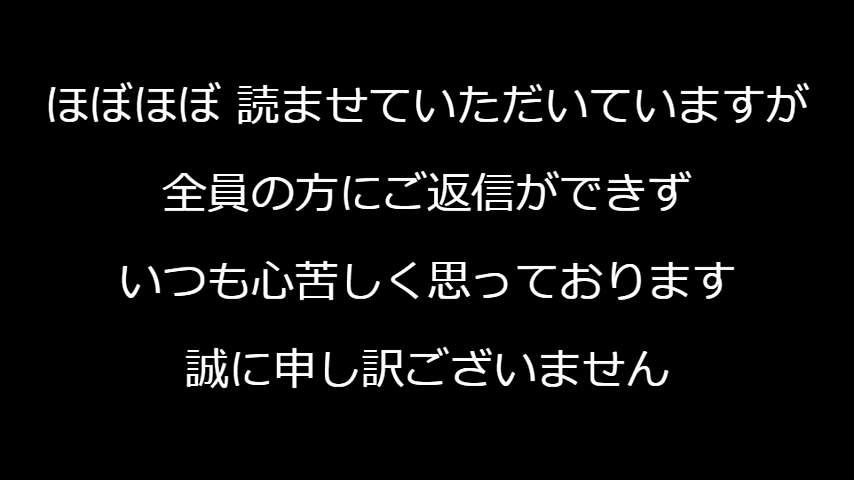 ほぼほぼ 読ませていただいていますが
全員の方にご返信ができず
いつも心苦しく思っております
誠に申し訳ございません